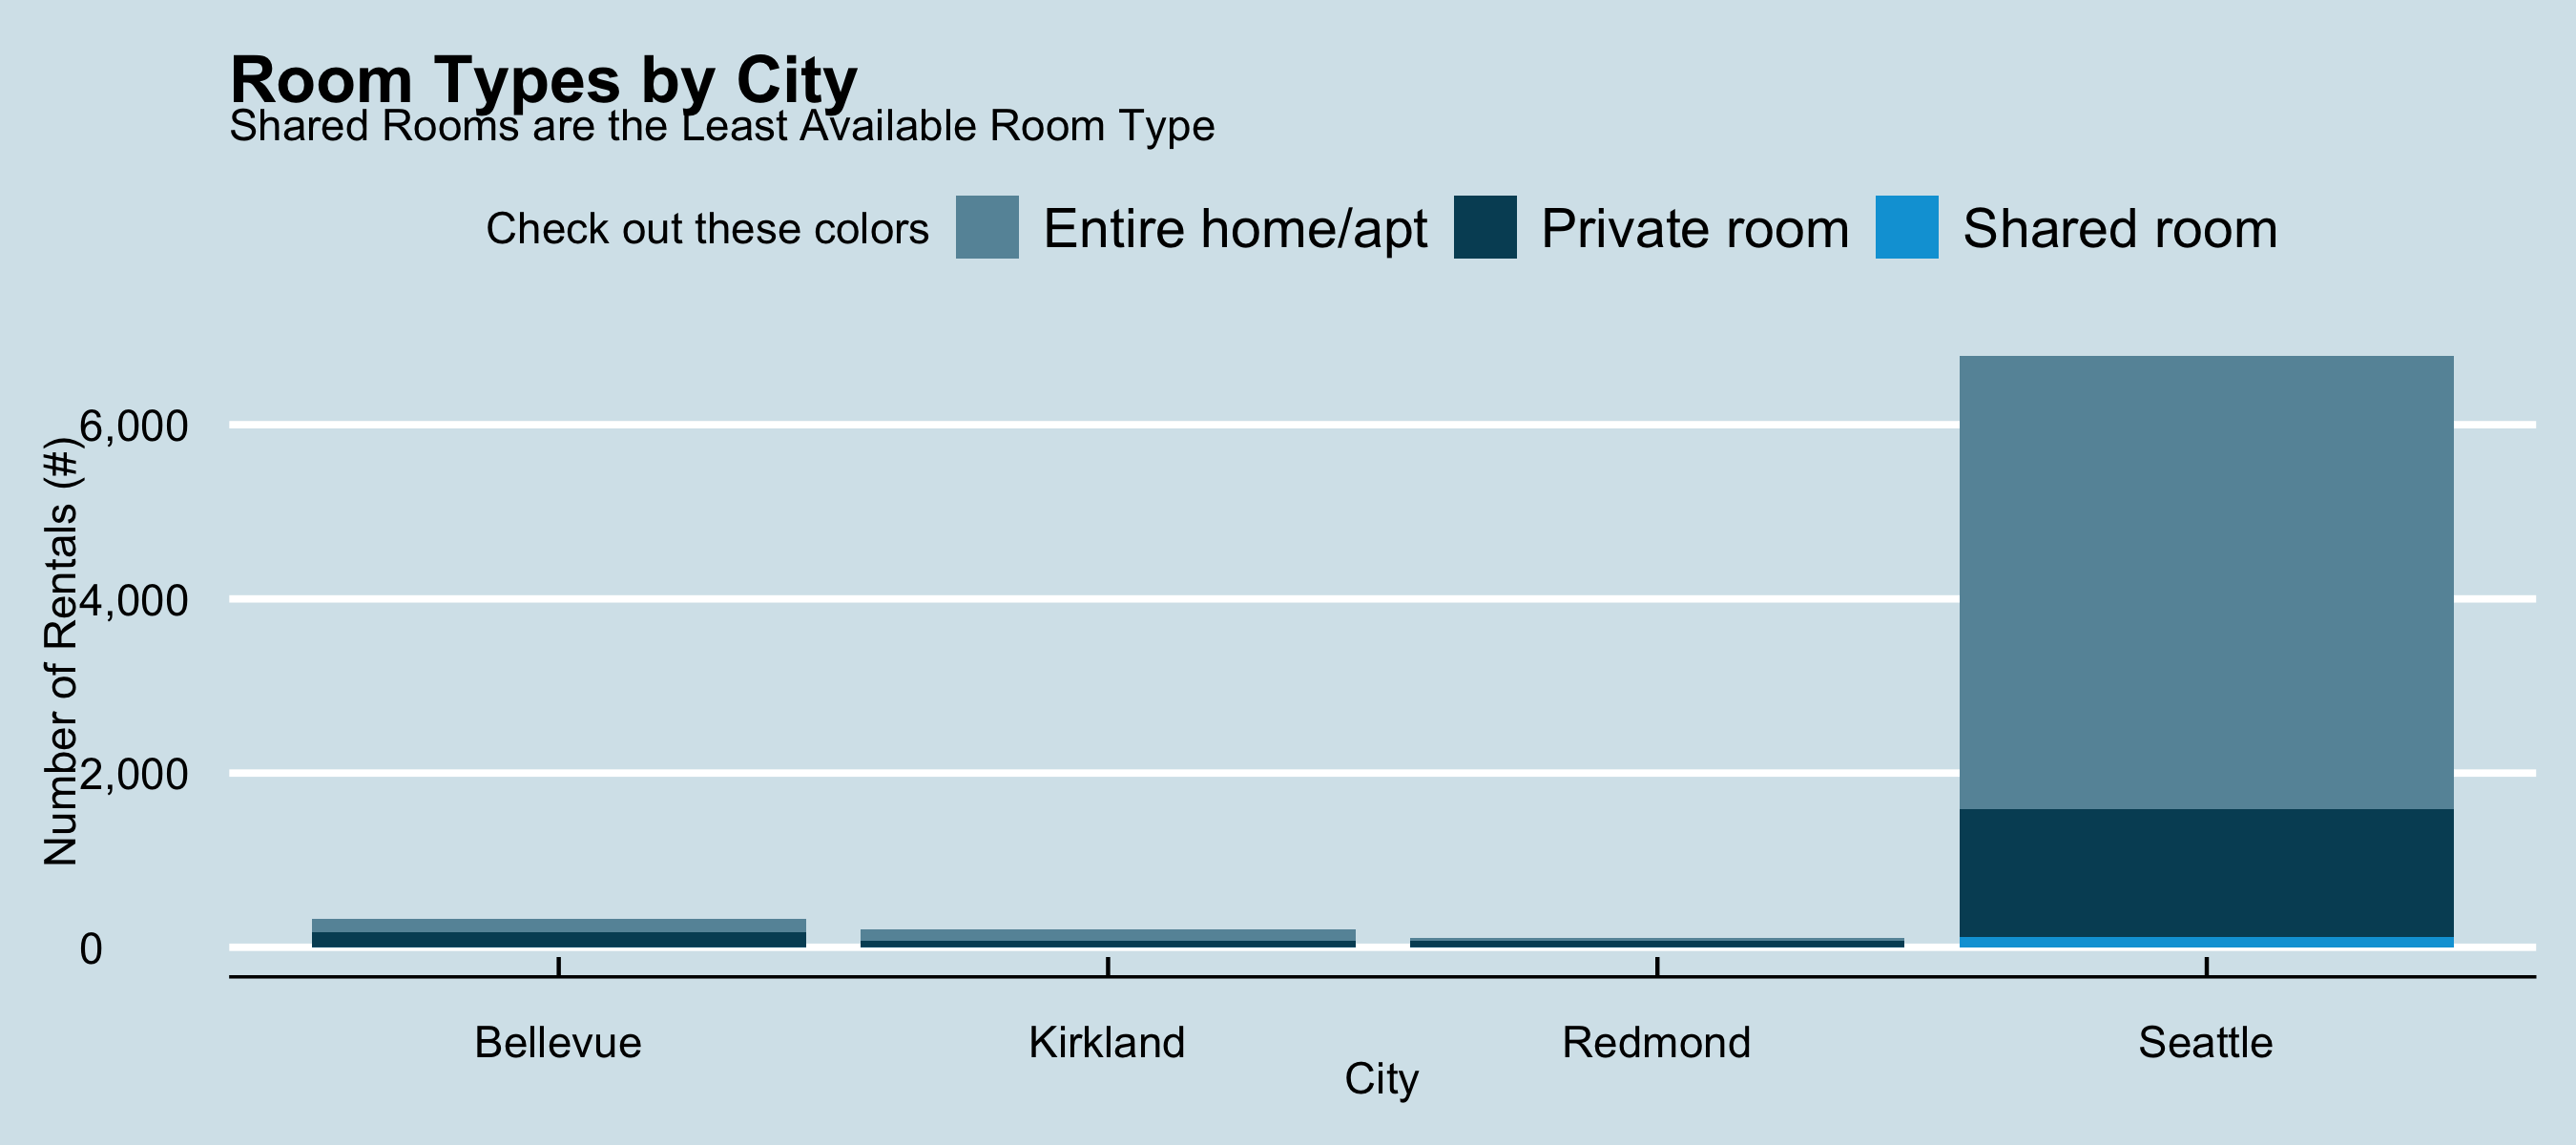 Room Types by City
Shared Rooms are the Least Available Room Type
Check out these colors Entire home/apt Private room Shared room
Number of Rentals (#)
6,000
4,000
2,000
0
Bellevue Kirkland Redmond Seattle
City